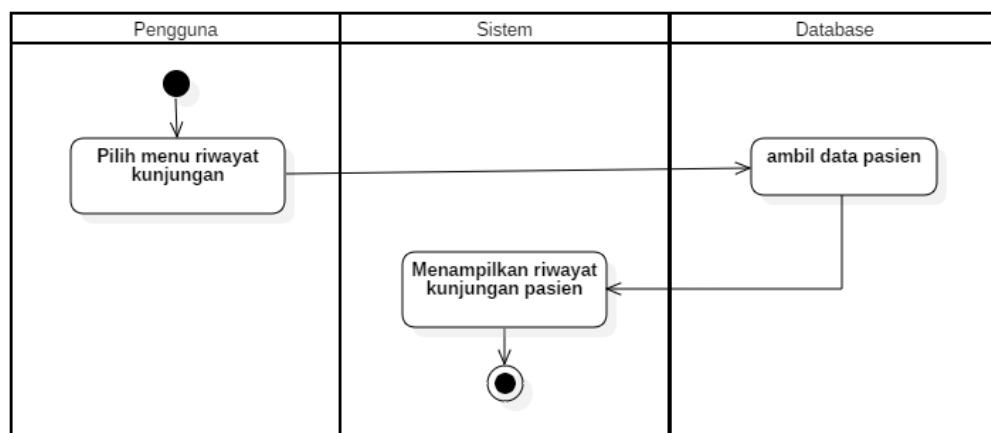 Pengguna
Sistem
Database
Pilih menu riwayat
kunjungan
ambil data pasien
Menampilkan riwayat
kunjungan pasien